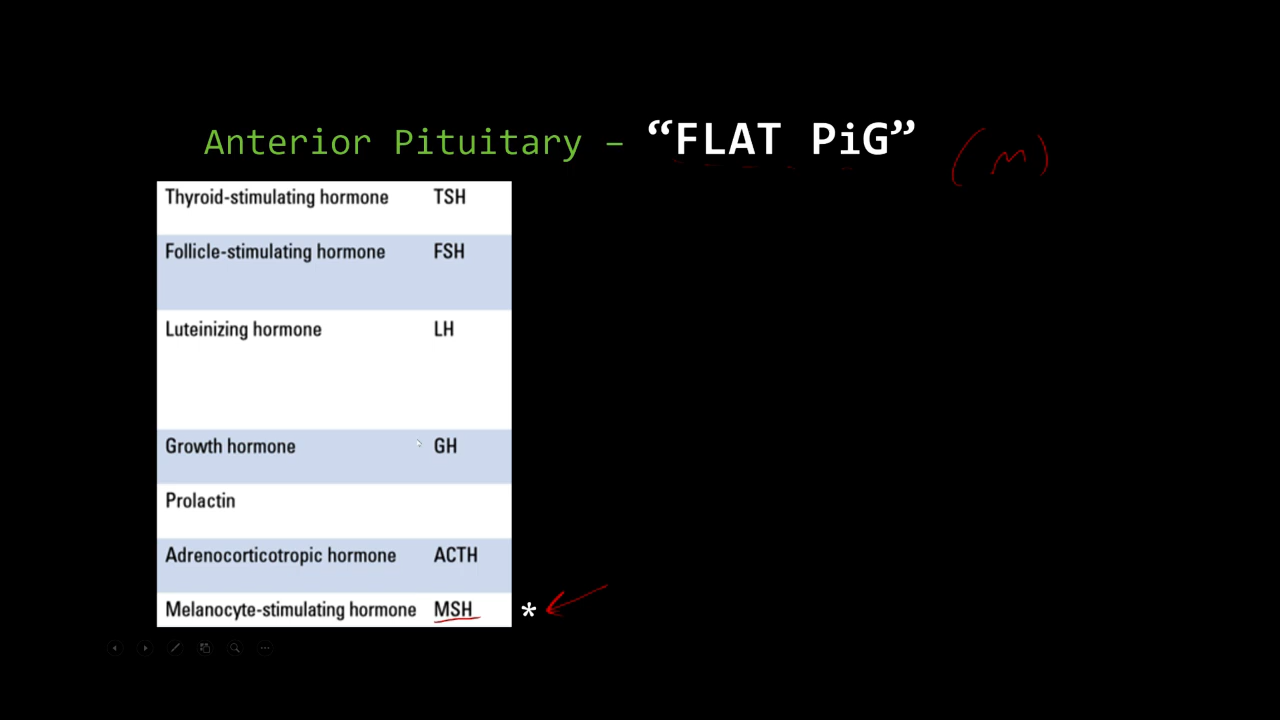 Anterior Pituitary – “FLAT PiG” (m)
Thyroid-stimulating hormone TSH
Follicle-stimulating hormone FSH
Luteinizing hormone LH
Growth hormone GH
Prolactin
Adrenocorticotropic hormone ACTH
Melanocyte-stimulating hormone MSH *